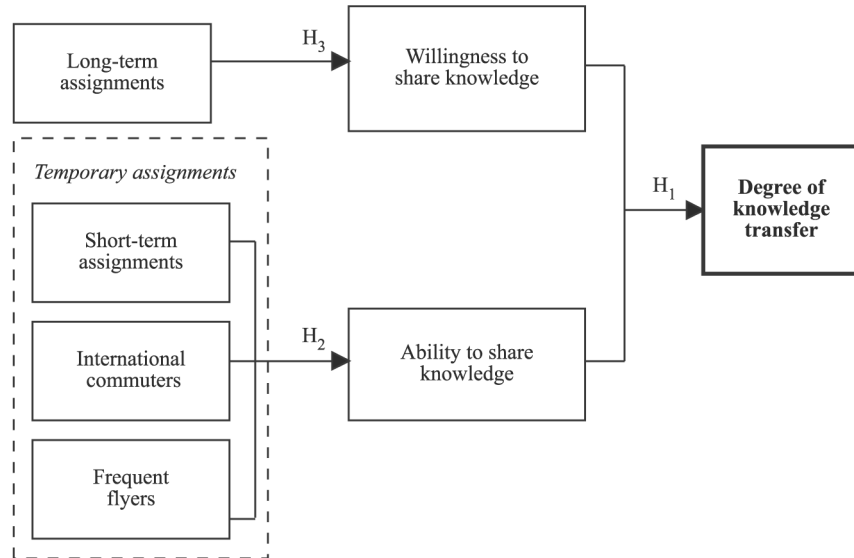 Long-term
assignments
H3
Willingness to
share knowledge
Temporary assignments
Short-term
assignments
International
commuters
Frequent
flyers
H2
Ability to share
knowledge
H1
Degree of
knowledge
transfer